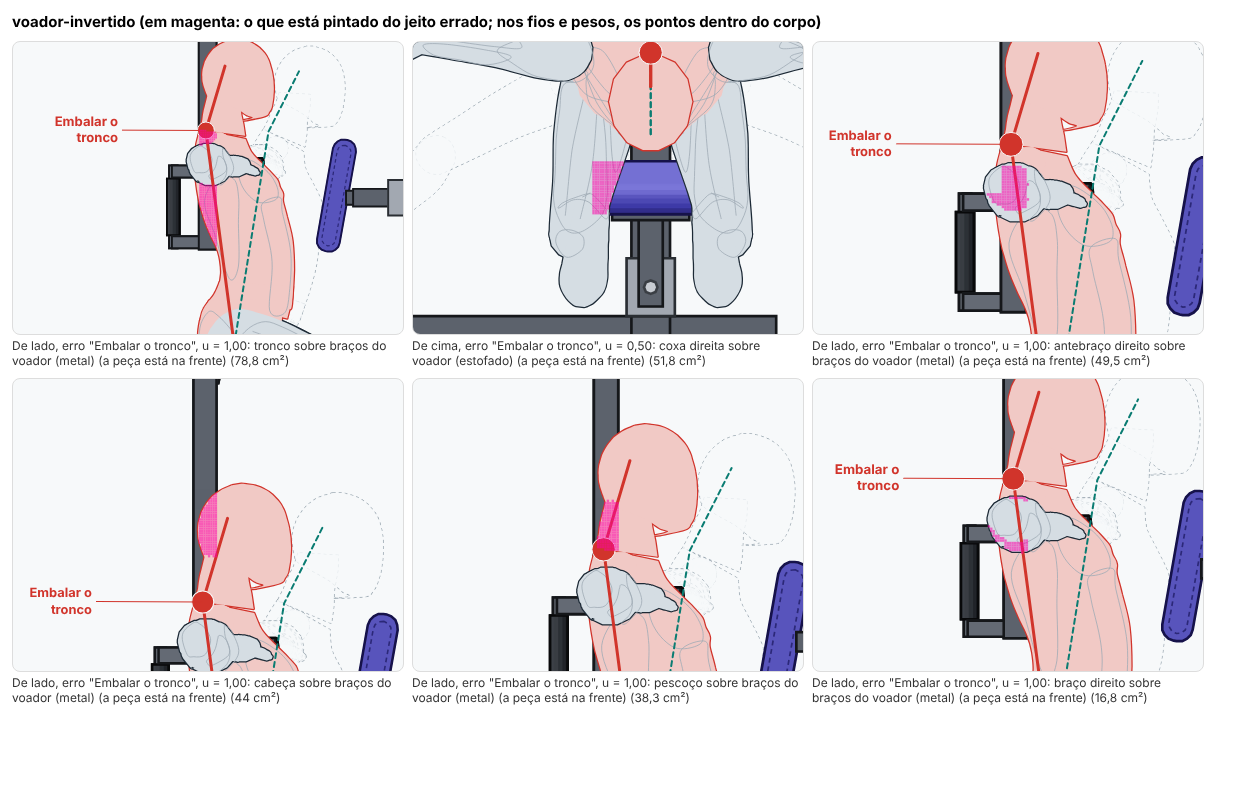 voador-invertido (em magenta: o que está pintado do jeito errado; nos fios e pesos, os pontos dentro do corpo)
Embalar o
tronco
De lado, erro "Embalar o tronco", u = 1,00: tronco sobre braços do
voador (metal) (a peça está na frente) (78,8 cm²)
De cima, erro "Embalar o tronco", u = 0,50: coxa direita sobre
voador (estofado) (a peça está na frente) (51,8 cm²)
Embalar o
tronco
De lado, erro "Embalar o tronco", u = 1,00: antebraço direito sobre
braços do voador (metal) (a peça está na frente) (49,5 cm²)
Embalar o
tronco
De lado, erro "Embalar o tronco", u = 1,00: cabeça sobre braços do
voador (metal) (a peça está na frente) (44 cm²)
De lado, erro "Embalar o tronco", u = 1,00: pescoço sobre braços do
voador (metal) (a peça está na frente) (38,3 cm²)
Embalar o
tronco
De lado, erro "Embalar o tronco", u = 1,00: braço direito sobre
braços do voador (metal) (a peça está na frente) (16,8 cm²)